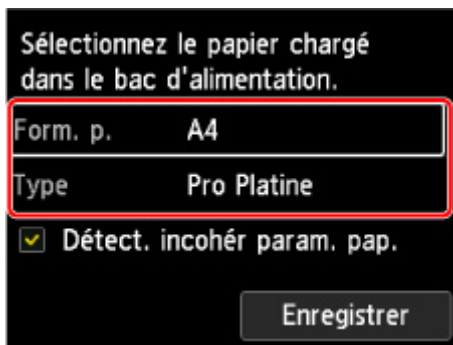 Sélectionnez le papier chargé
dans le bac d'alimentation.
Form. p. A4
Type Pro Platine
Détect. incohér param. pap.
Enregistrer